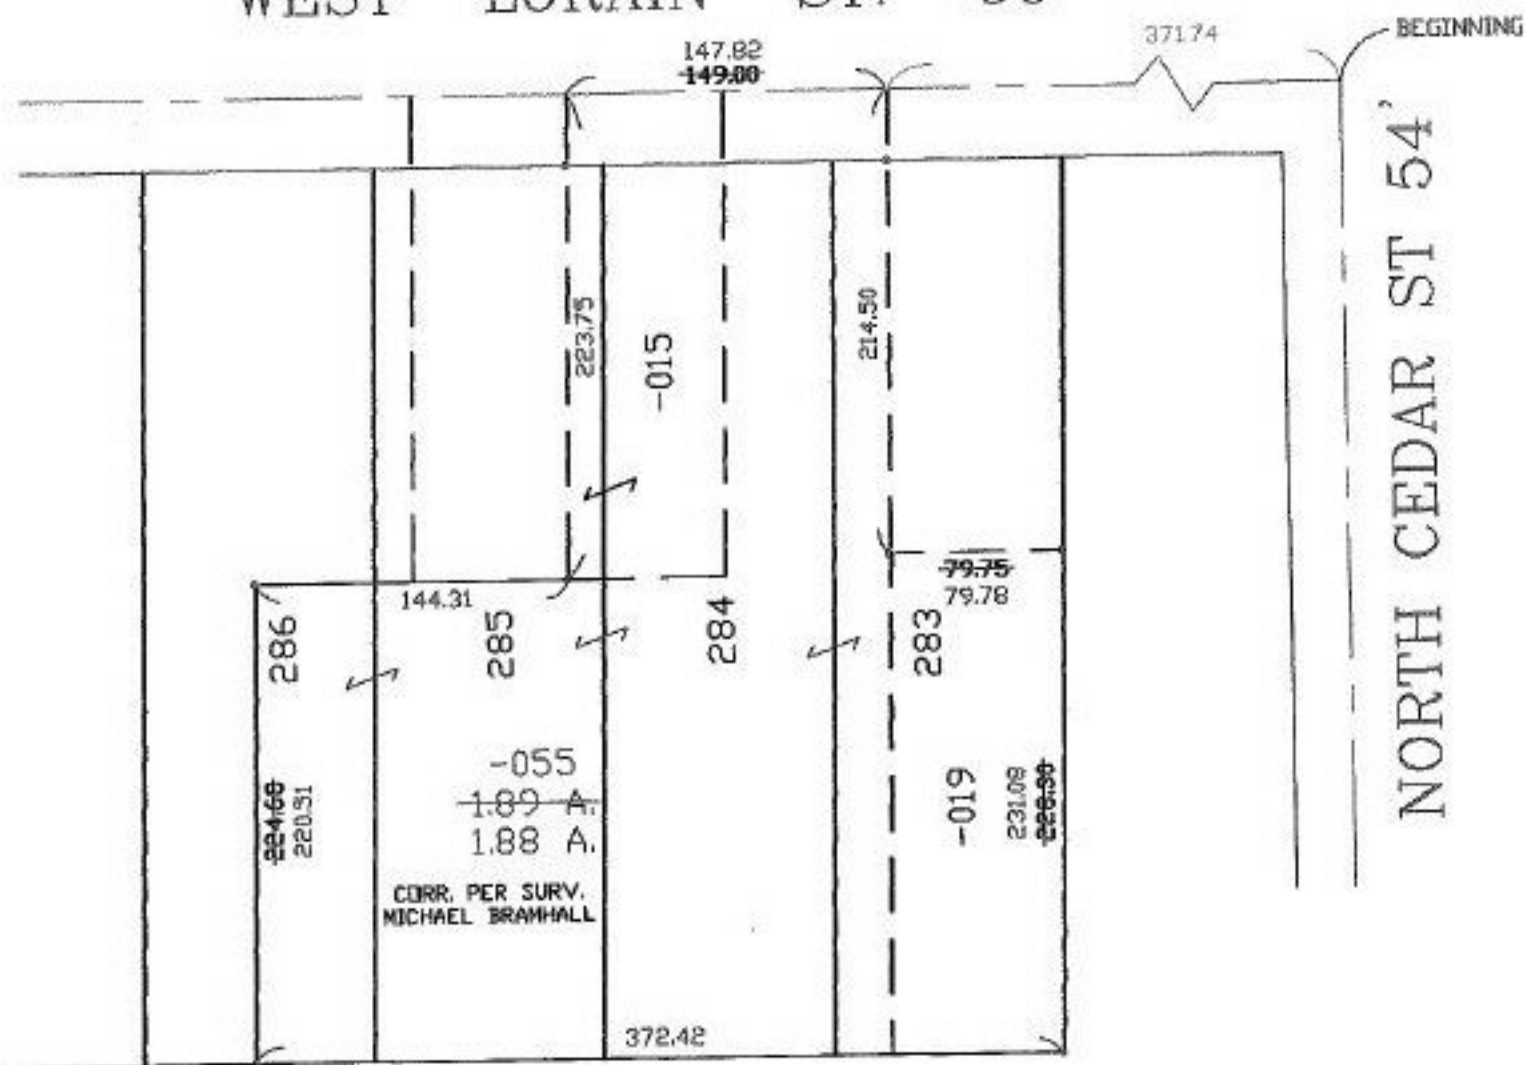 WEST LORAIN ST.
BEGINNING
371.74
147.82
149.00
NORTH CEDAR ST 54'
223.75
-015
214.50
79.75
79.78
144.31
286
285
284
283
-055
1.89 A.
1.88 A.
224.68
220.51
-019
231.09
228.30
CORR. PER SURV.
MICHAEL BRAMHALL
372.42